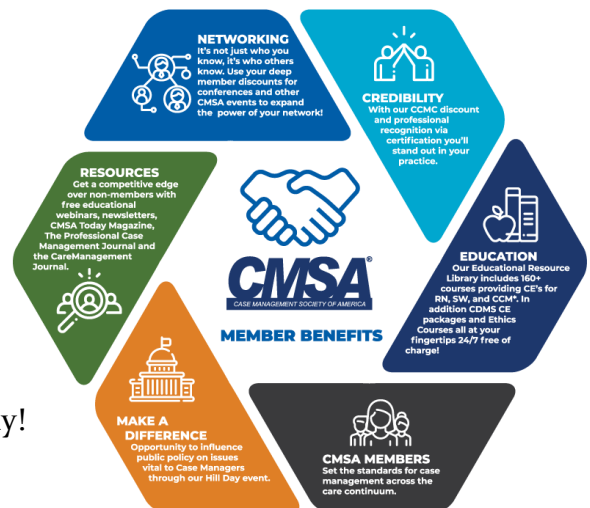 NETWORKING
It's not just who you
know, it's who others
know. Use your deep
member discounts for
conferences and other
CMSA events to expand
the power of your network!
CREDIBILITY
With our CCMC discount
and professional
recognition via
certification you'll
stand out in your
practice.
RESOURCES
Get a competitive edge
over non-members with
free educational
webinars, newsletters,
CMSA Today Magazine,
The Professional Case
Management Journal and
the CareManagement
Journal.
EDUCATION
Our Educational Resource
Library includes 160+
courses providing CE's for
RN, SW, and CCM*. In
addition CDMS CE
packages and Ethics
Courses all at your
fingertips 24/7 free of
charge!
CMSA®
CASE MANAGEMENT SOCIETY OF AMERICA
MEMBER BENEFITS
MAKE A
DIFFERENCE
Opportunity to influence
public policy on issues
vital to Case Managers
through our Hill Day event.
CMSA MEMBERS
Set the standards for case
management across the
care continuum.
y!